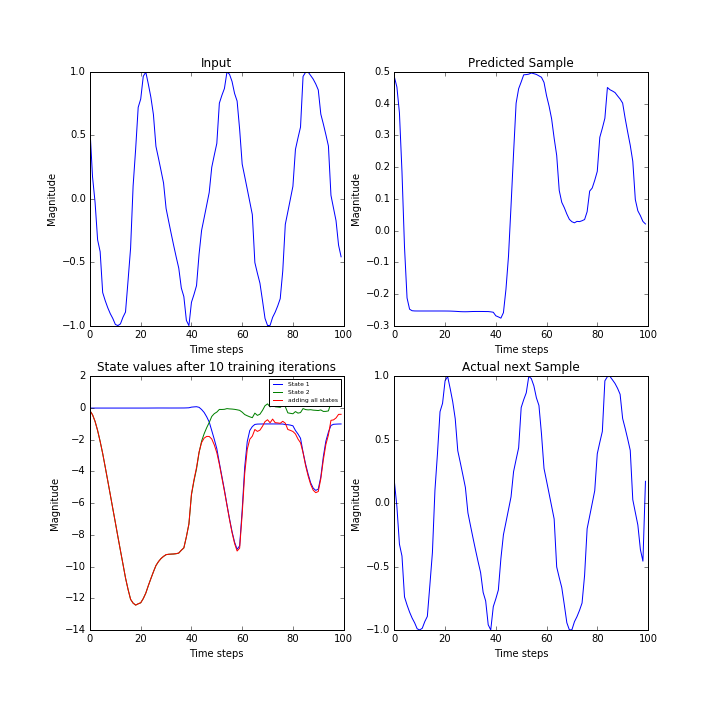 Input
1.0
0.5
0.0
−0.5
−1.0
Magnitude
0 20 40 60 80 100
Time steps
Predicted Sample
0.5
0.4
0.3
0.2
0.1
0.0
−0.1
−0.2
−0.3
Magnitude
0 20 40 60 80 100
Time steps
State values after 10 training iterations
2
0
−2
−4
−6
−8
−10
−12
−14
Magnitude
State 1
State 2
adding all states
0 20 40 60 80 100
Time steps
Actual next Sample
1.0
0.5
0.0
−0.5
−1.0
Magnitude
0 20 40 60 80 100
Time steps